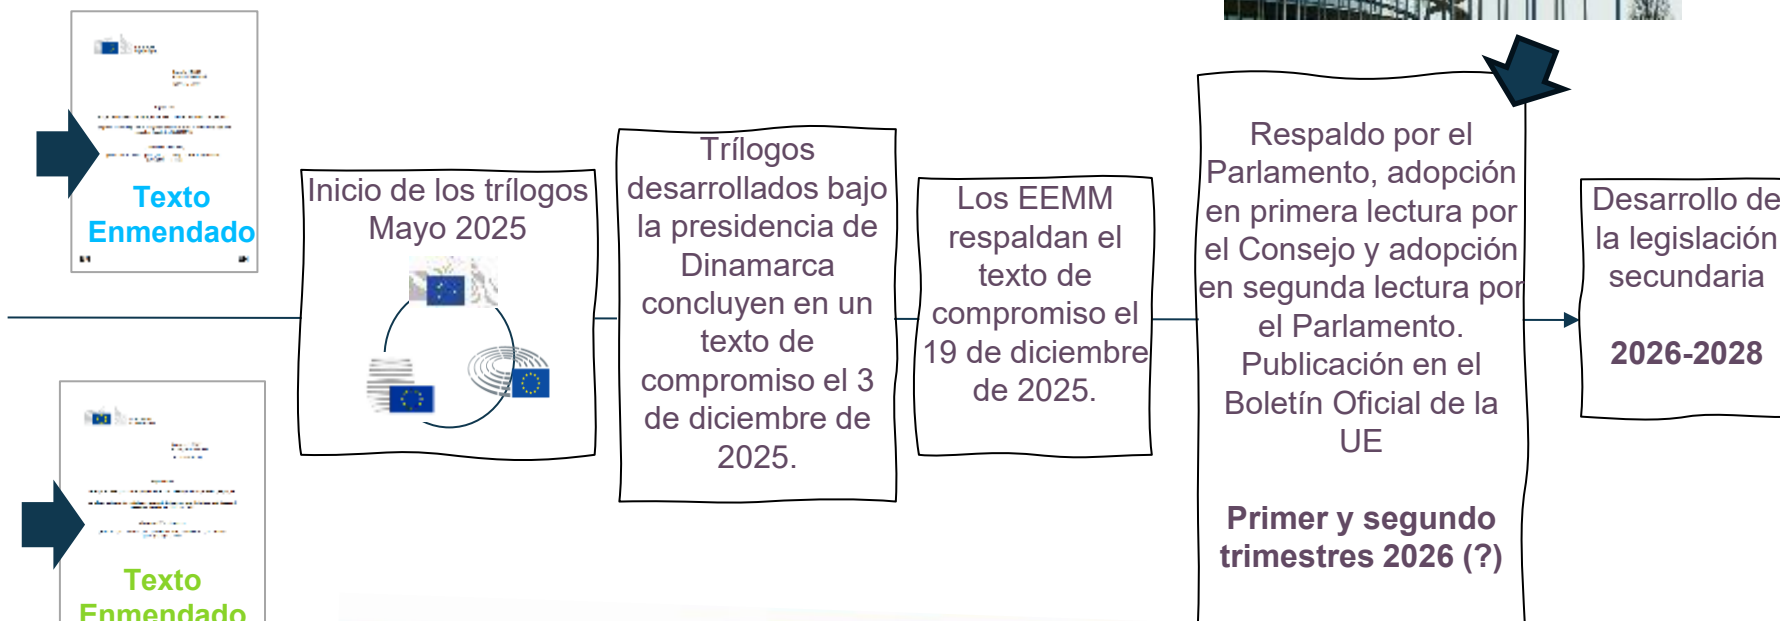 Texto
Enmendado
Texto
Enmendado
Inicio de los trílogos
Mayo 2025
Trílogos
desarrollados bajo
la presidencia de
Dinamarca
concluyen en un
texto de
compromiso el 3
de diciembre de
2025.
Los EEMM
respaldan el
texto de
compromiso el
19 de diciembre
de 2025.
Respaldo por el
Parlamento, adopción
en primera lectura por
el Consejo y adopción
en segunda lectura por
el Parlamento.
Publicación en el
Boletín Oficial de la
UE
Primer y segundo
trimestres 2026 (?)
Desarrollo de
la legislación
secundaria
2026-2028